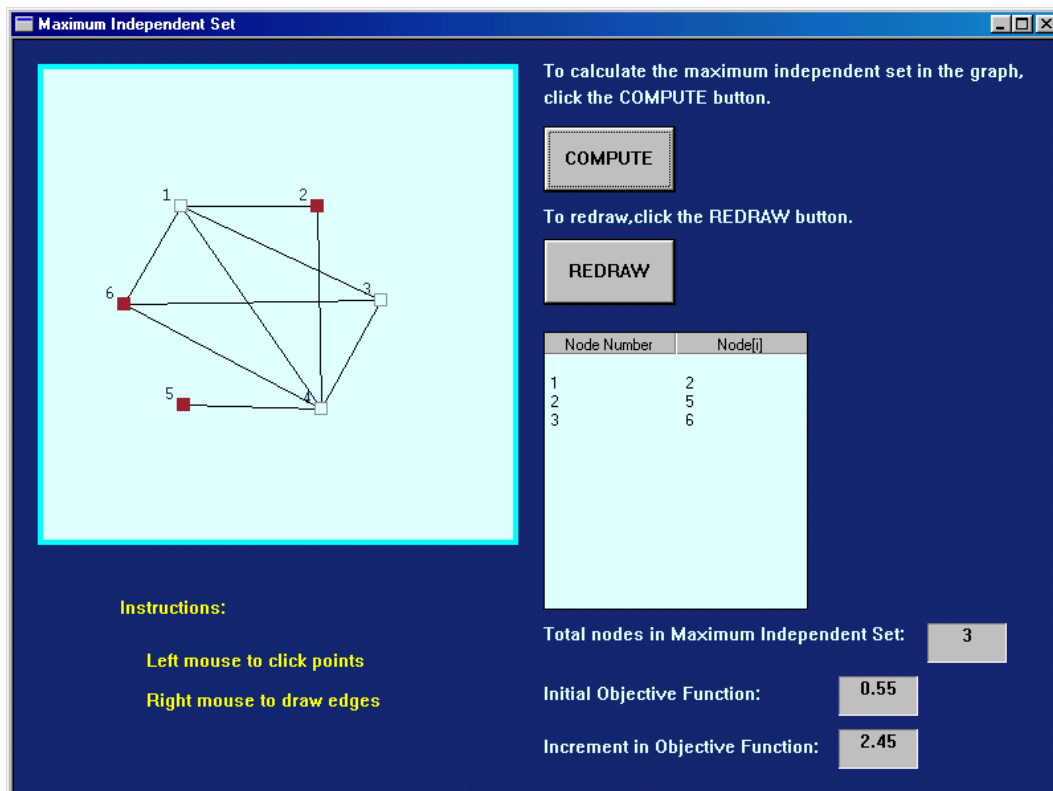 Maximum Independent Set
To calculate the maximum independent set in the graph,
click the COMPUTE button.
COMPUTE
To redraw,click the REDRAW button.
REDRAW
1
2
3
6
5
4
Node Number Node[i]
1 2
2 5
3 6
Total nodes in Maximum Independent Set: 3
Initial Objective Function: 0.55
Increment in Objective Function: 2.45
Instructions:
Left mouse to click points
Right mouse to draw edges